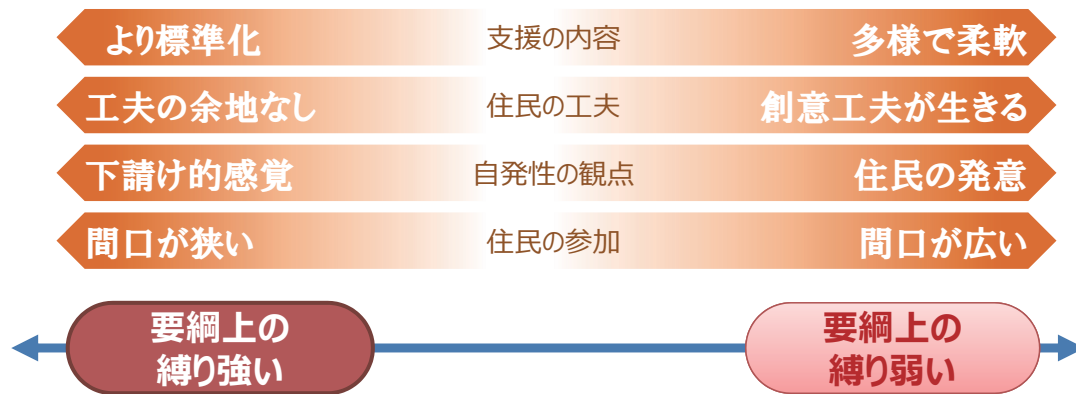 より標準化 支援の内容 多様で柔軟
工夫の余地なし 住民の工夫 創意工夫が生きる
下請け的感覚 自発性の観点 住民の発意
間口が狭い 住民の参加 間口が広い
要綱上の
縛り強い
要綱上の
縛り弱い